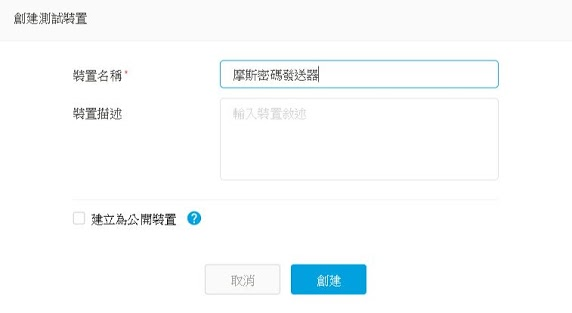 創建測試裝置
裝置名稱* 摩斯密碼發送器
裝置描述 輸入裝置敘述
建立為公開裝置 ?
取消 創建